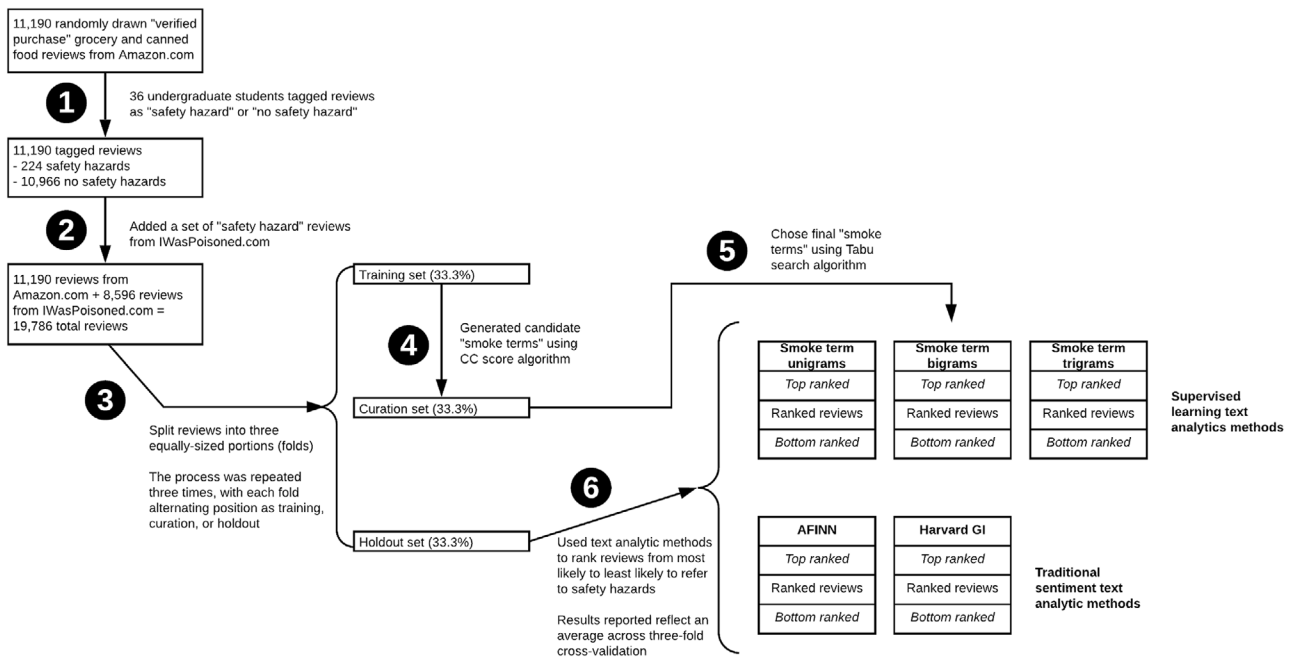 11,190 randomly drawn "verified
purchase" grocery and canned
food reviews from Amazon.com
1
36 undergraduate students tagged reviews
as "safety hazard" or "no safety hazard"
11,190 tagged reviews
- 224 safety hazards
- 10,966 no safety hazards
2
Added a set of "safety hazard" reviews
from IWasPoisoned.com
11,190 reviews from
Amazon.com + 8,596 reviews
from IWasPoisoned.com =
19,786 total reviews
3
Split reviews into three
equally-sized portions (folds)
The process was repeated
three times, with each fold
alternating position as training,
curation, or holdout
Training set (33.3%)
4
Generated candidate
"smoke terms" using
CC score algorithm
Curation set (33.3%)
Holdout set (33.3%)
5
Chose final "smoke
terms" using Tabu
search algorithm
6
Used text analytic methods
to rank reviews from most
likely to least likely to refer
to safety hazards
Results reported reflect an
average across three-fold
cross-validation
Smoke term
unigrams
Top ranked
Ranked reviews
Bottom ranked
Smoke term
bigrams
Top ranked
Ranked reviews
Bottom ranked
Smoke term
trigrams
Top ranked
Ranked reviews
Bottom ranked
Supervised
learning text
analytics methods
AFINN
Top ranked
Ranked reviews
Bottom ranked
Harvard GI
Top ranked
Ranked reviews
Bottom ranked
Traditional
sentiment text
analytic methods